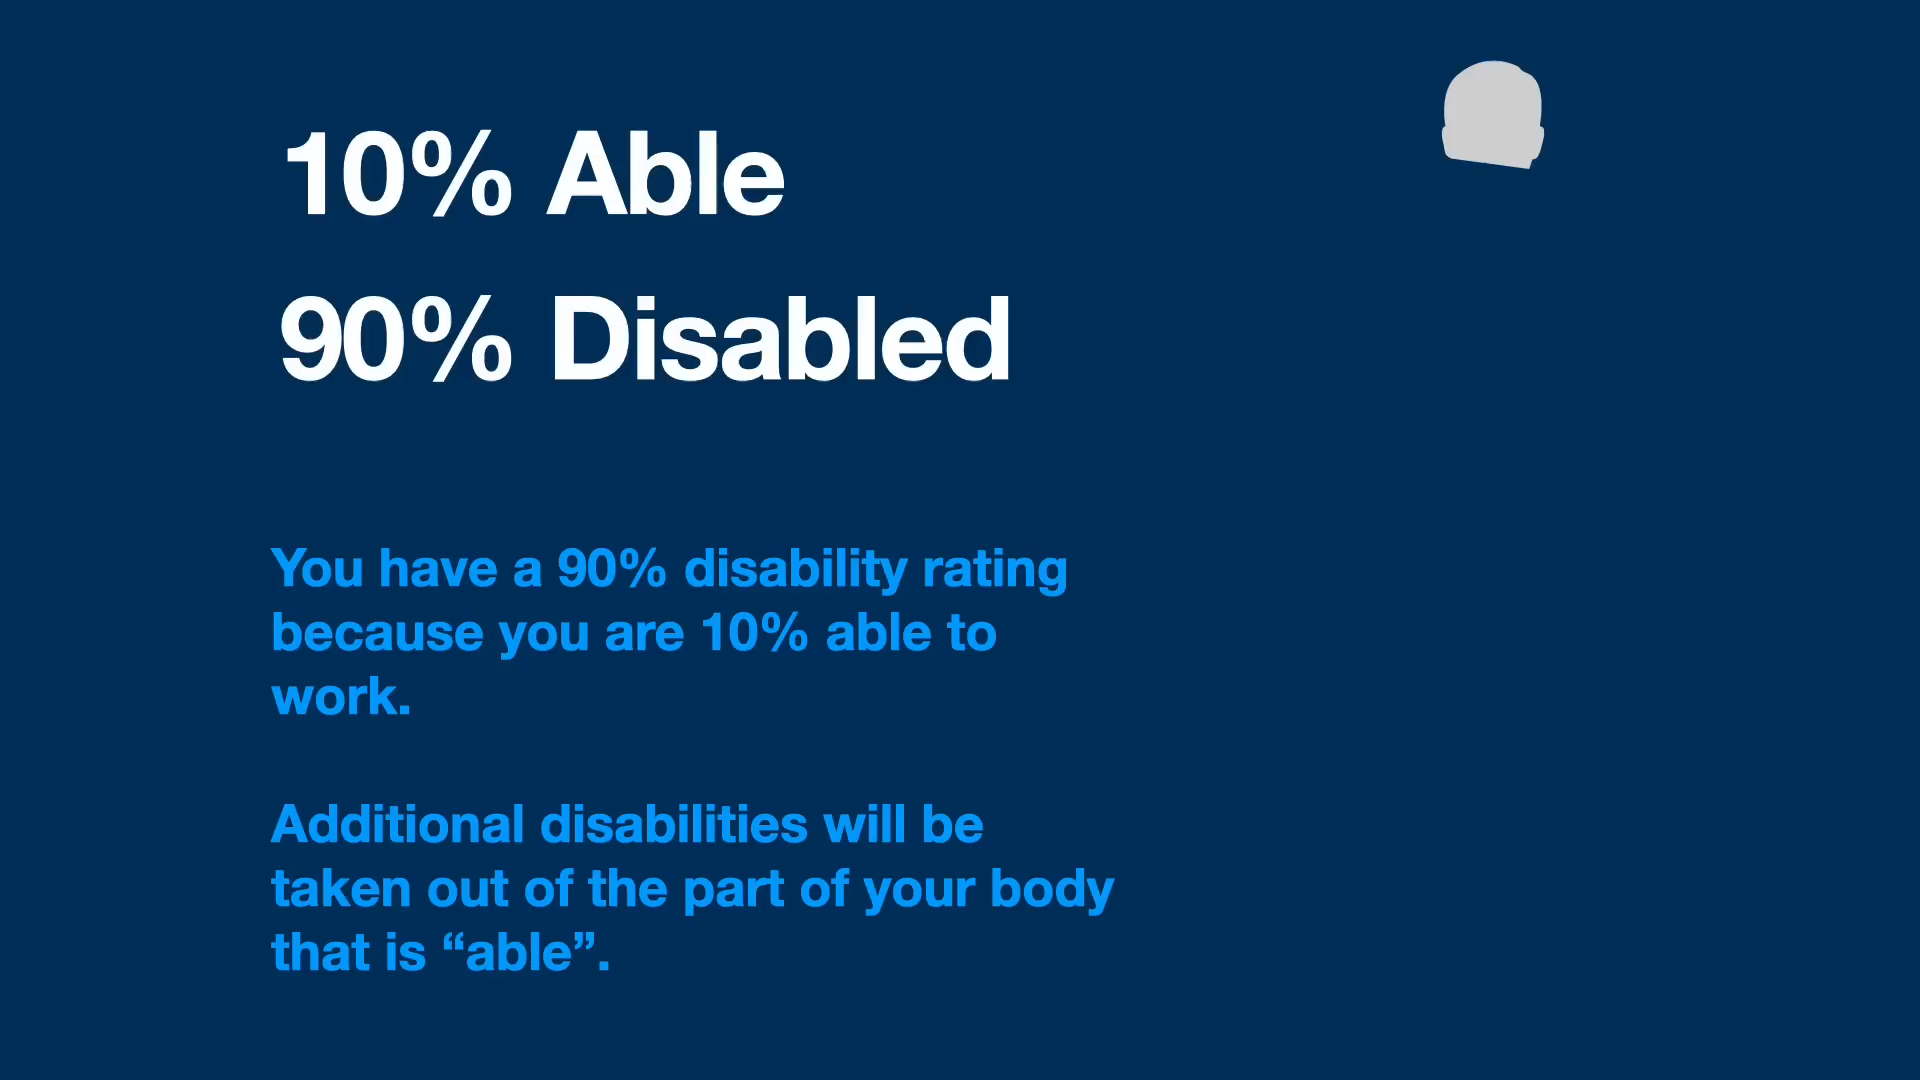 10% Able
90% Disabled
You have a 90% disability rating
because you are 10% able to
work.
Additional disabilities will be
taken out of the part of your body
that is “able”.